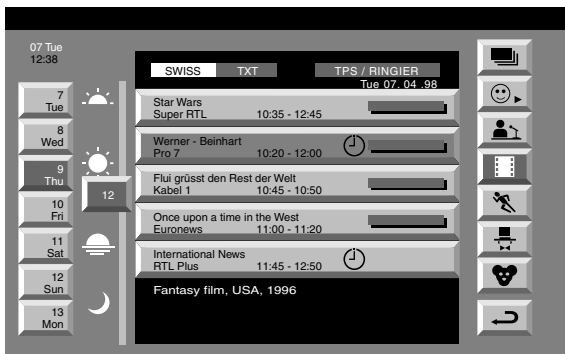 07 Tue
12:38
SWISS TXT TPS / RINGIER
Tue 07. 04 .98
7
Tue
8
Wed
9
Thu
10
Fri
11
Sat
12
Sun
13
Mon
12
Star Wars
Super RTL 10:35 - 12:45
Werner - Beinhart
Pro 7 10:20 - 12:00
Flui grüsst den Rest der Welt
Kabel 1 10:45 - 10:50
Once upon a time in the West
Euronews 11:00 - 11:20
International News
RTL Plus 11:45 - 12:50
Fantasy film, USA, 1996